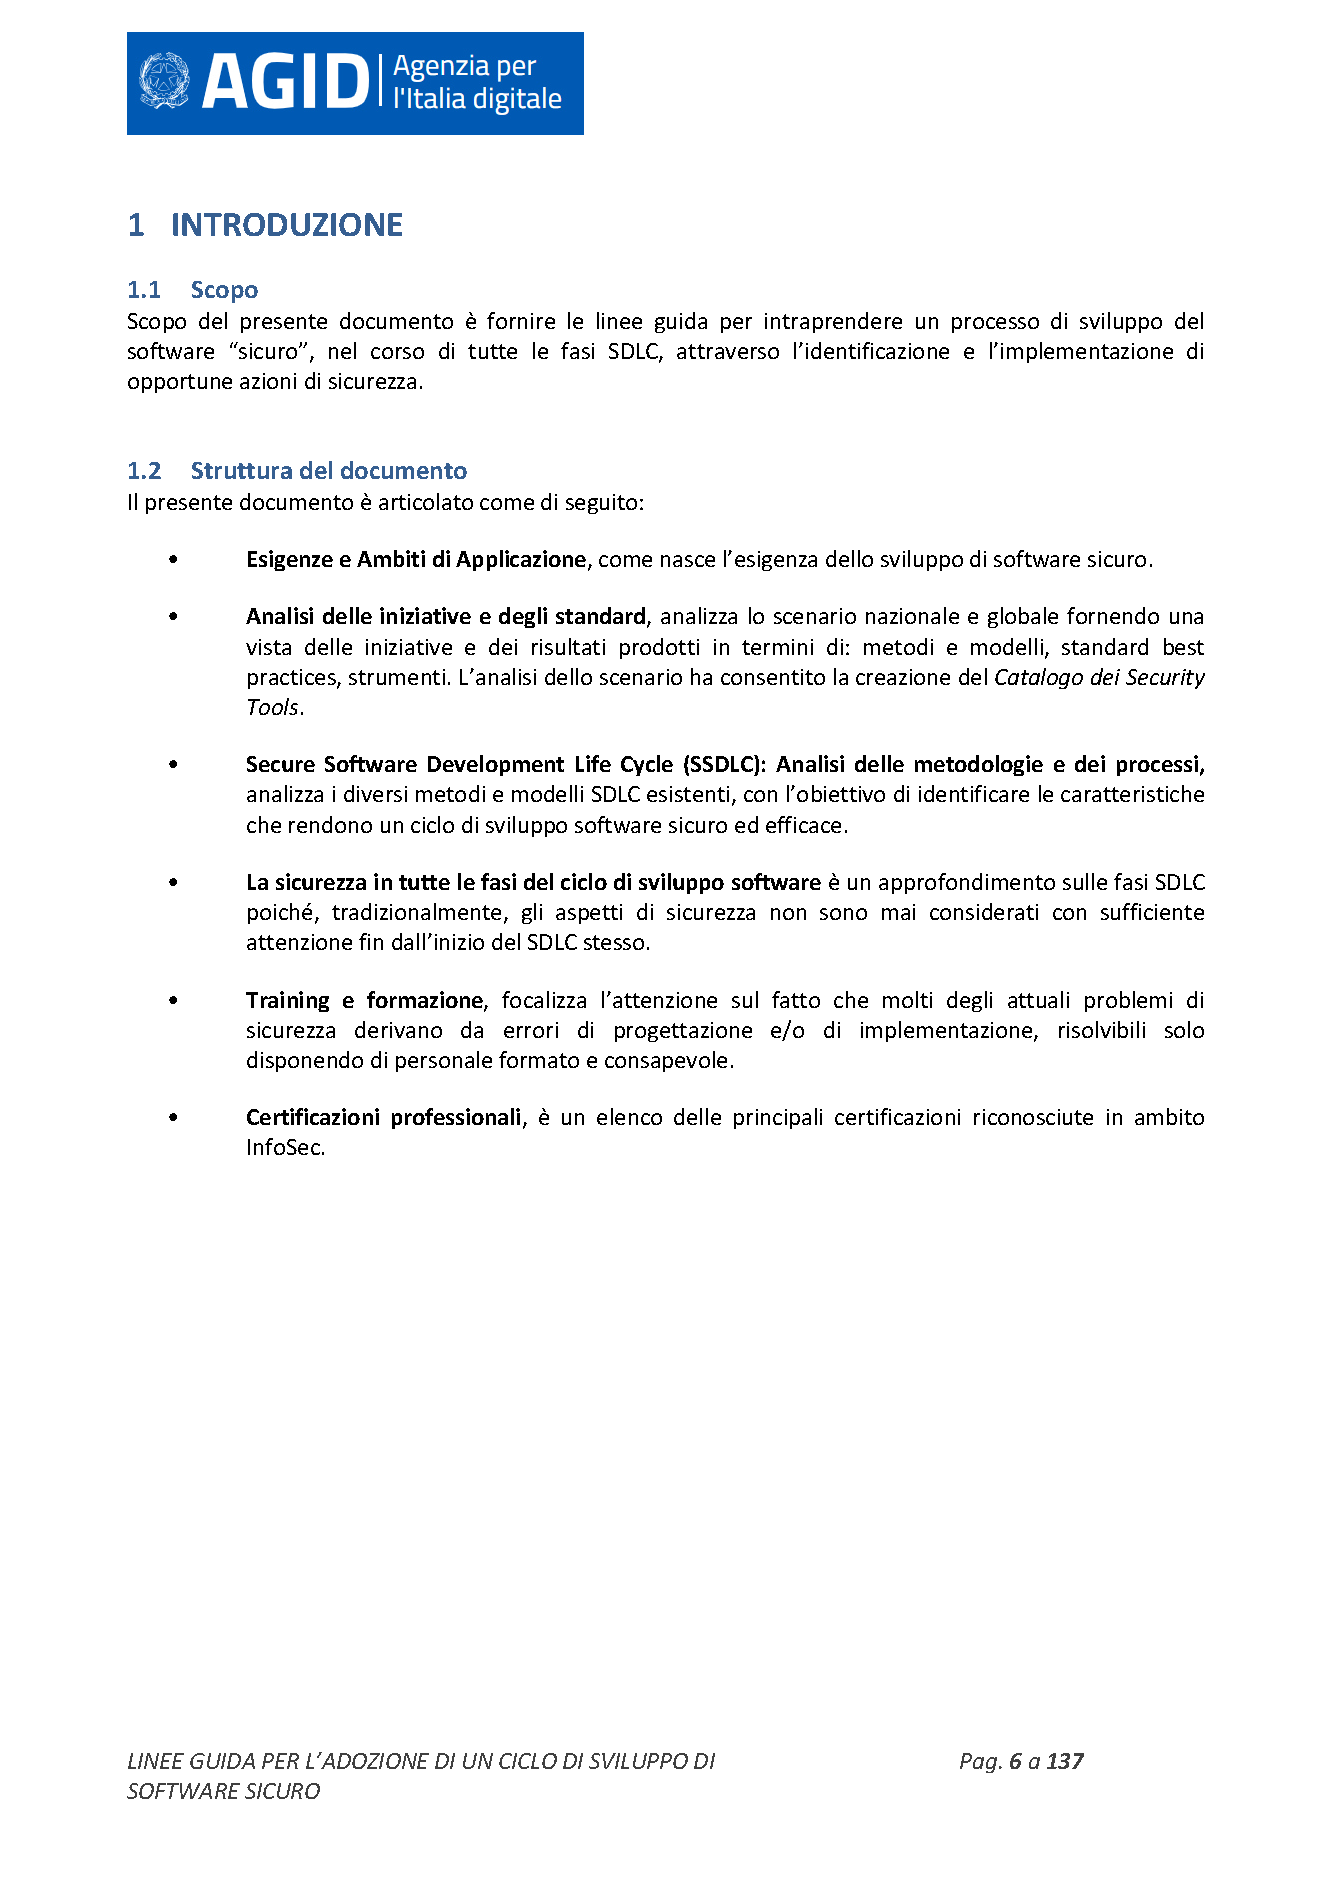 AGID Agenzia per
l'Italia digitale
1 INTRODUZIONE
1.1 Scopo
Scopo del presente documento è fornire le linee guida per intraprendere un processo di sviluppo del
software “sicuro”, nel corso di tutte le fasi SDLC, attraverso l’identificazione e l’implementazione di
opportune azioni di sicurezza.
1.2 Struttura del documento
Il presente documento è articolato come di seguito:
• Esigenze e Ambiti di Applicazione, come nasce l’esigenza dello sviluppo di software sicuro.
• Analisi delle iniziative e degli standard, analizza lo scenario nazionale e globale fornendo una
vista delle iniziative e dei risultati prodotti in termini di: metodi e modelli, standard best
practices, strumenti. L’analisi dello scenario ha consentito la creazione del Catalogo dei Security
Tools.
• Secure Software Development Life Cycle (SSDLC): Analisi delle metodologie e dei processi,
analizza i diversi metodi e modelli SDLC esistenti, con l’obiettivo di identificare le caratteristiche
che rendono un ciclo di sviluppo software sicuro ed efficace.
• La sicurezza in tutte le fasi del ciclo di sviluppo software è un approfondimento sulle fasi SDLC
poiché, tradizionalmente, gli aspetti di sicurezza non sono mai considerati con sufficiente
attenzione fin dall’inizio del SDLC stesso.
• Training e formazione, focalizza l’attenzione sul fatto che molti degli attuali problemi di
sicurezza derivano da errori di progettazione e/o di implementazione, risolvibili solo
disponendo di personale formato e consapevole.
• Certificazioni professionali, è un elenco delle principali certificazioni riconosciute in ambito
InfoSec.
LINEE GUIDA PER L’ADOZIONE DI UN CICLO DI SVILUPPO DI Pag. 6 a 137
SOFTWARE SICURO